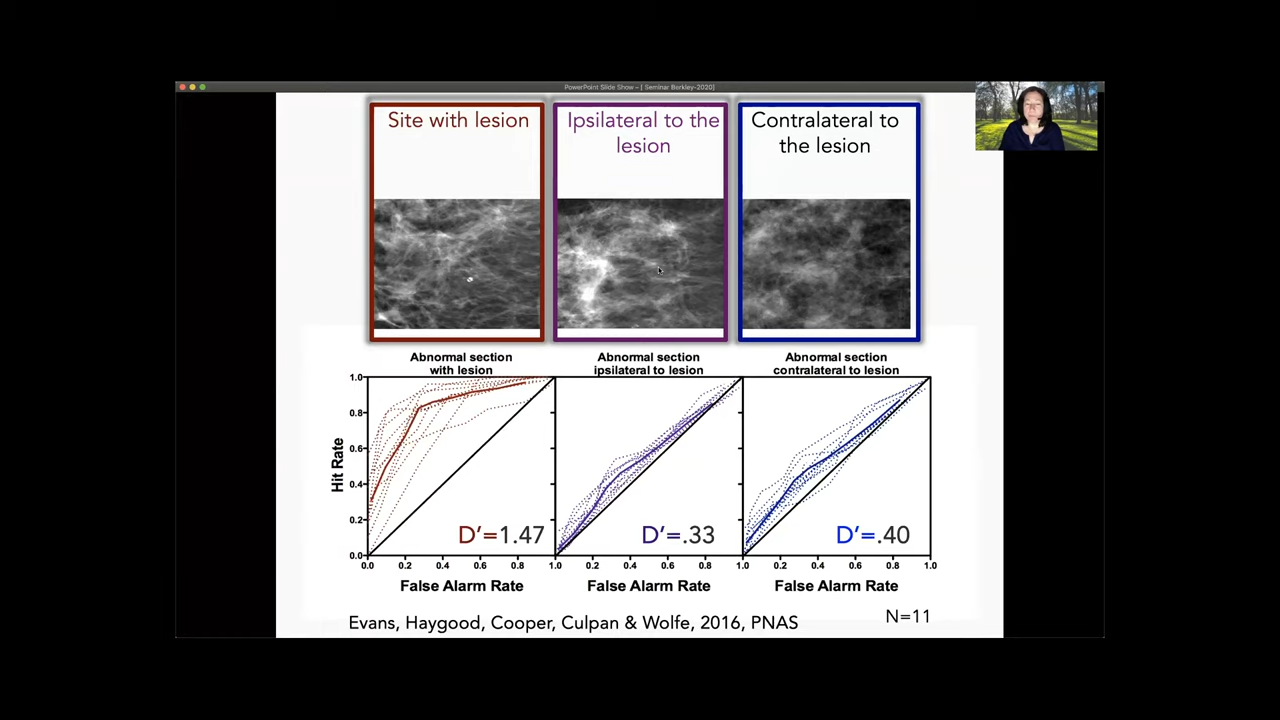 PowerPoint Slide Show - [ Seminar Berkley-2020]
Site with lesion
Ipsilateral to the
lesion
Contralateral to
the lesion
Abnormal section
with lesion
Abnormal section
ipsilateral to lesion
Abnormal section
contralateral to lesion
Hit Rate
1.0
0.8
0.6
0.4
0.2
0.0
D'=1.47
D'=.33
D'=.40
0.0 0.2 0.4 0.6 0.8 1.0 0.2 0.4 0.6 0.8 1.0 0.2 0.4 0.6 0.8 1.0
False Alarm Rate
False Alarm Rate
False Alarm Rate
Evans, Haygood, Cooper, Culpan & Wolfe, 2016, PNAS
N=11